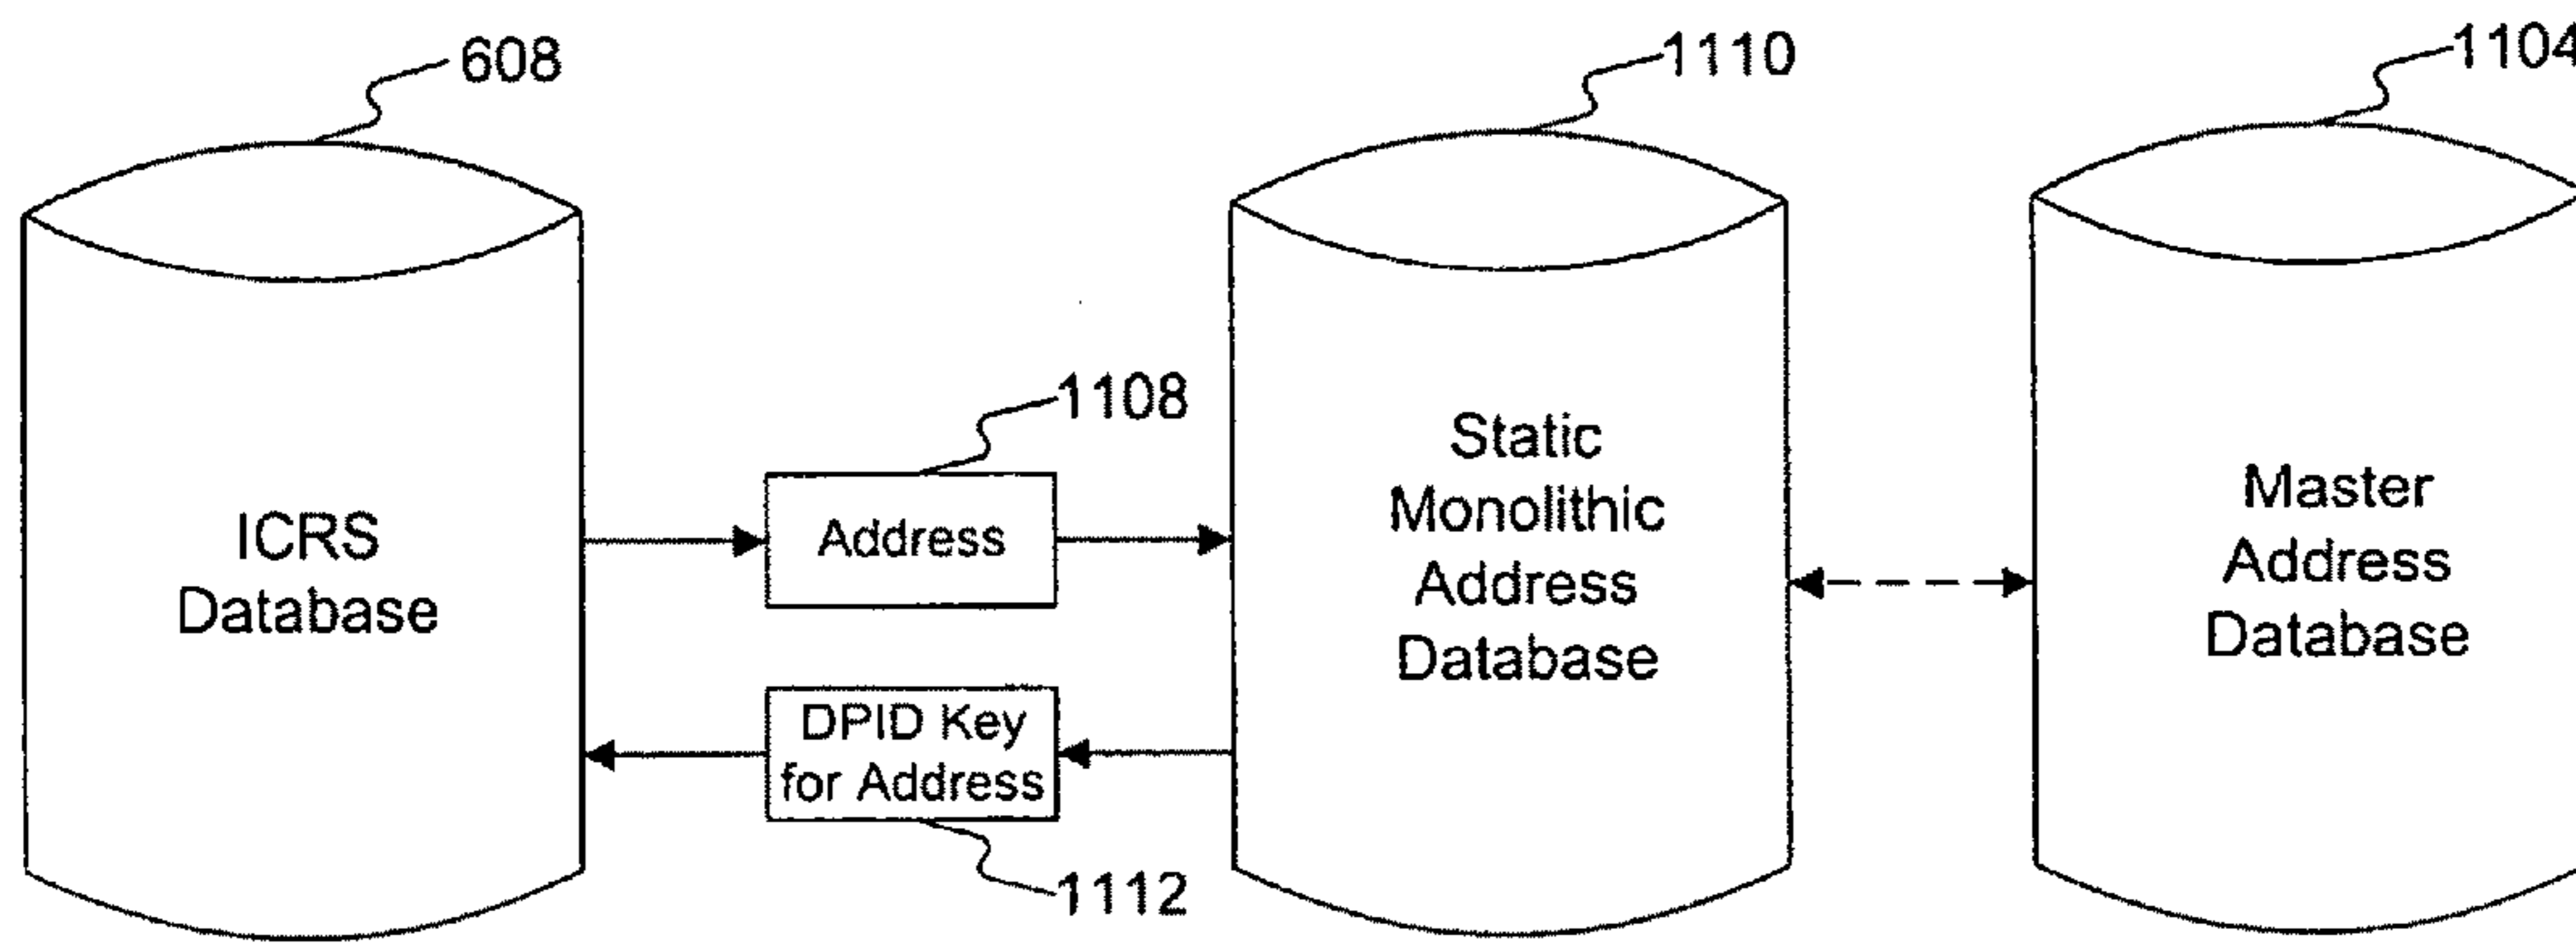 608
1110
1104
1108
ICRS
Database
Address
DPID Key
for Address
1112
Static
Monolithic
Address
Database
Master
Address
Database